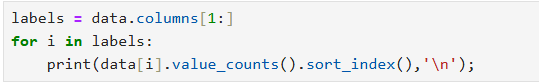 labels = data.columns[1:]
for i in labels:
    print(data[i].value_counts().sort_index(),'\n');